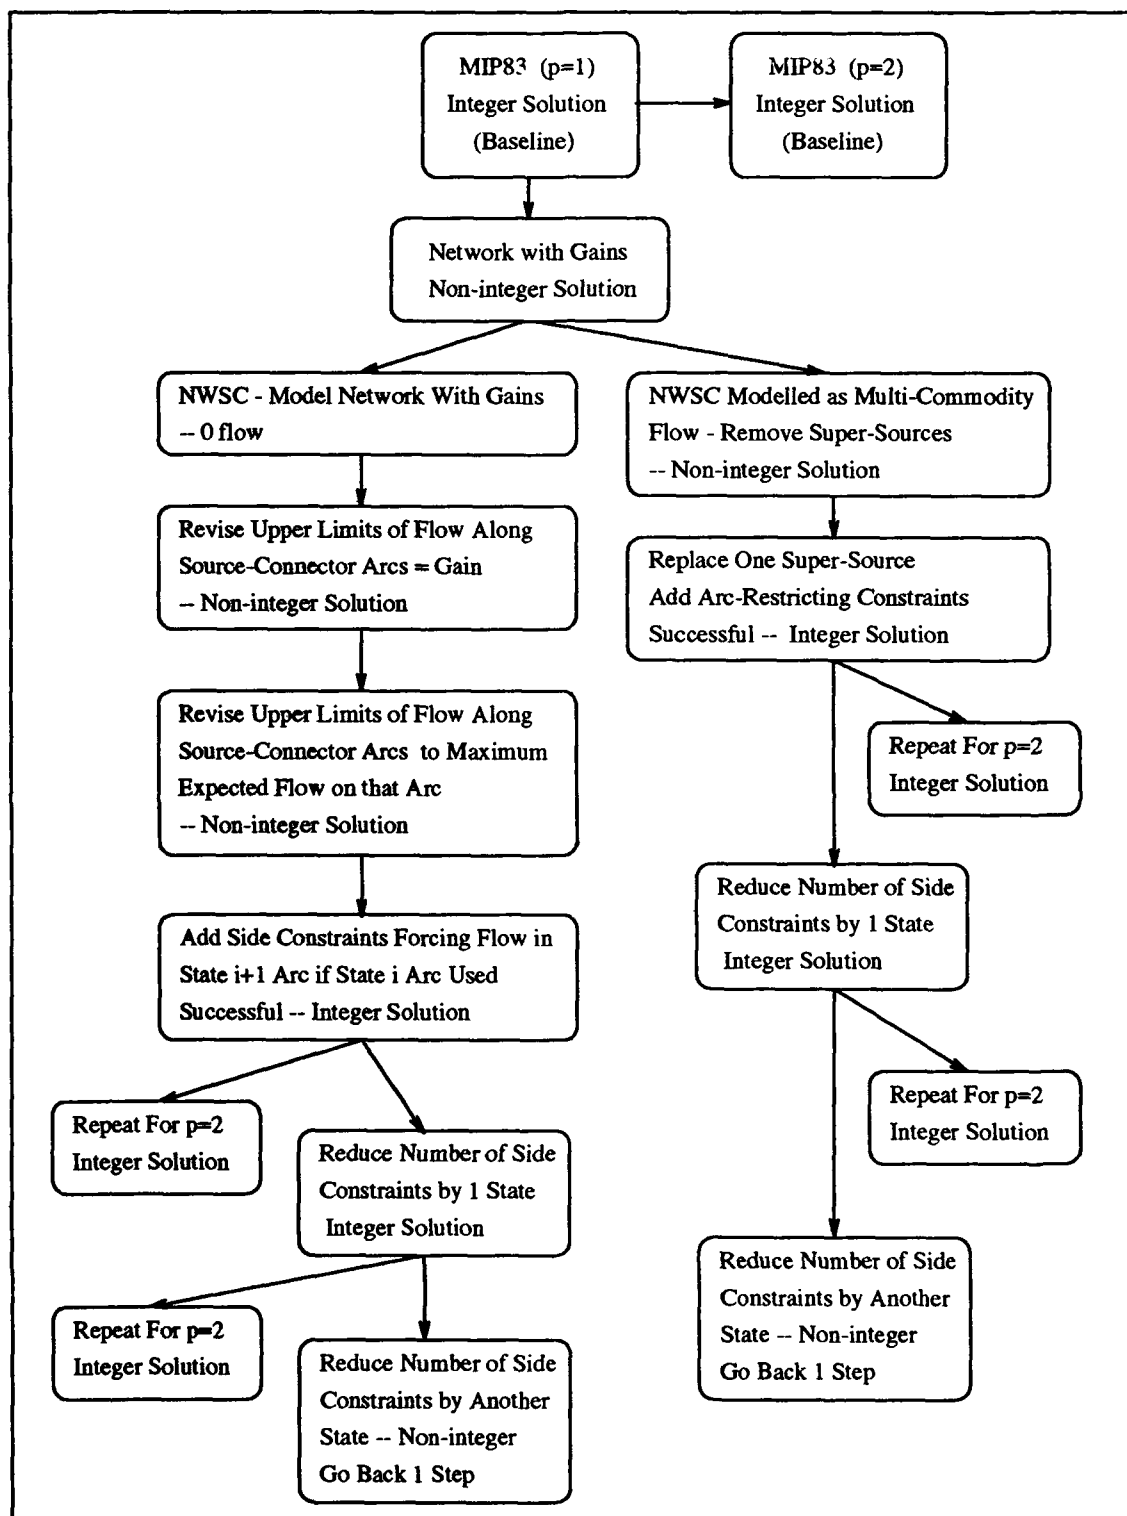 MIP83 (p=1)
Integer Solution
(Baseline)
MIP83 (p=2)
Integer Solution
(Baseline)
Network with Gains
Non-integer Solution
NWSC - Model Network With Gains
-- 0 flow
Revise Upper Limits of Flow Along
Source-Connector Arcs = Gain
-- Non-integer Solution
Revise Upper Limits of Flow Along
Source-Connector Arcs to Maximum
Expected Flow on that Arc
-- Non-integer Solution
Add Side Constraints Forcing Flow in
State i+1 Arc if State i Arc Used
Successful -- Integer Solution
Repeat For p=2
Integer Solution
Reduce Number of Side
Constraints by 1 State
Integer Solution
Repeat For p=2
Integer Solution
Reduce Number of Side
Constraints by Another
State -- Non-integer
Go Back 1 Step
NWSC Modelled as Multi-Commodity
Flow - Remove Super-Sources
-- Non-integer Solution
Replace One Super-Source
Add Arc-Restricting Constraints
Successful -- Integer Solution
Repeat For p=2
Integer Solution
Reduce Number of Side
Constraints by 1 State
Integer Solution
Repeat For p=2
Integer Solution
Reduce Number of Side
Constraints by Another
State -- Non-integer
Go Back 1 Step